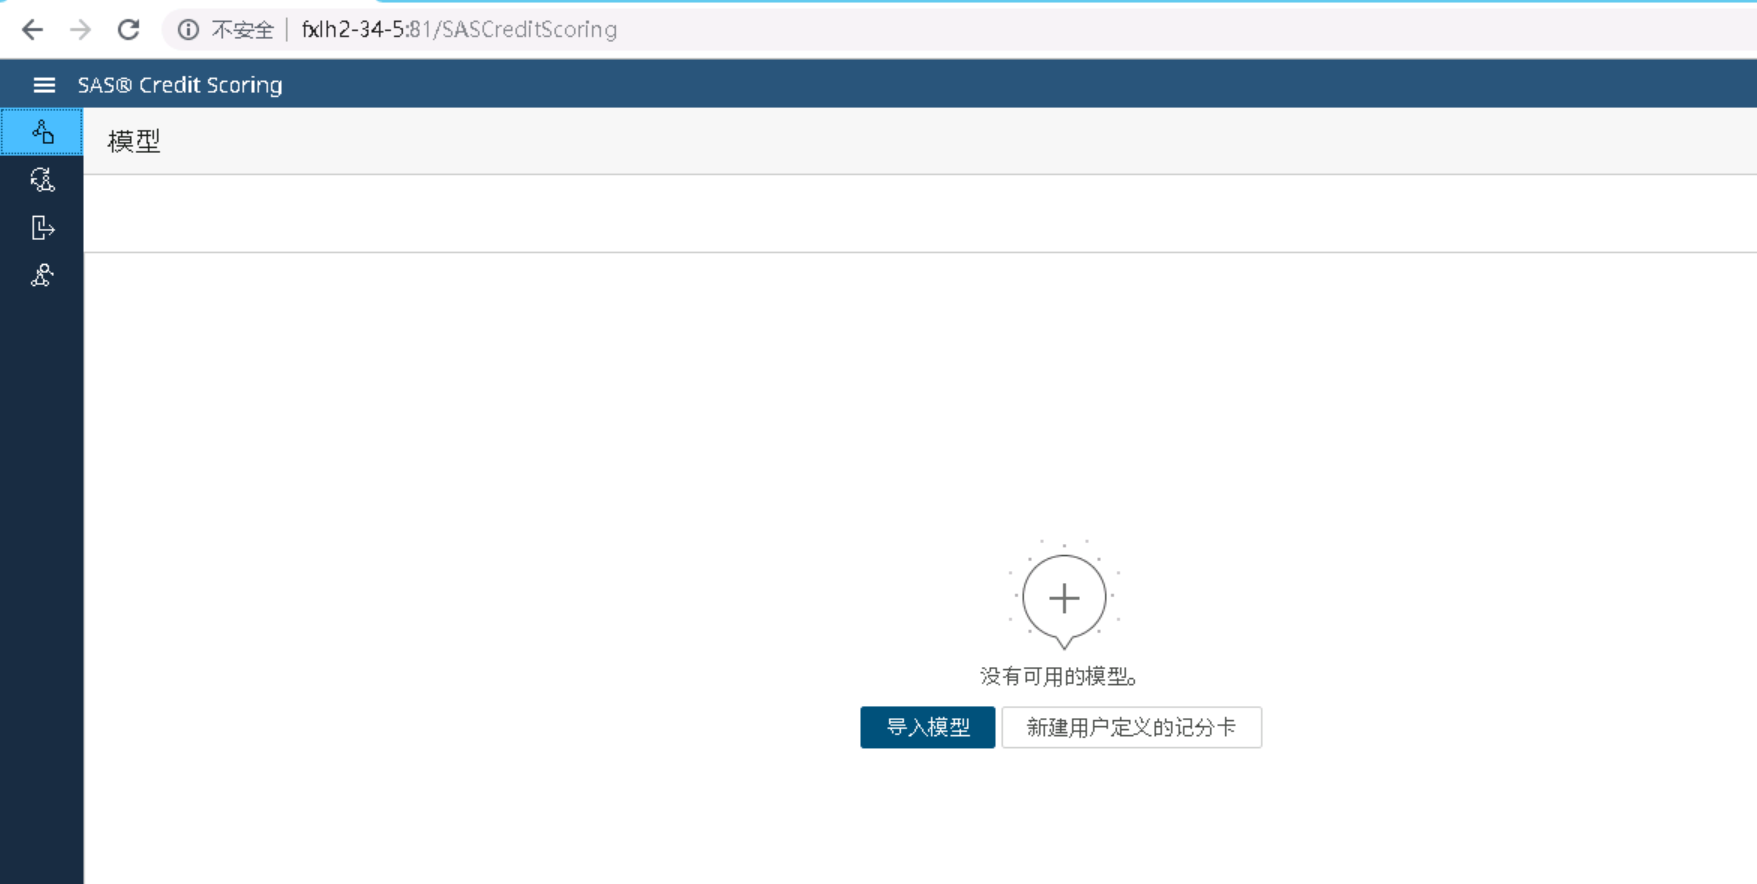 不安全 | fxlh2-34-5:81/SASCreditScoring
SAS® Credit Scoring
模型
没有可用的模型。
导入模型 新建用户定义的记分卡